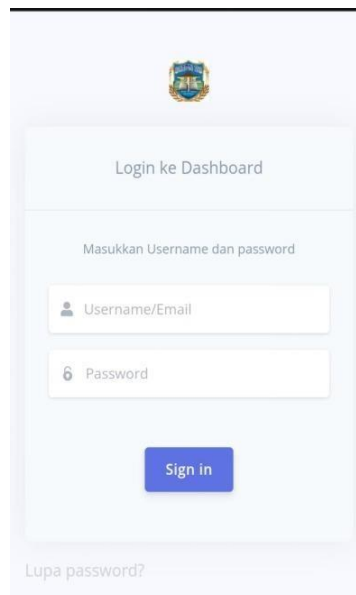 Login ke Dashboard
Masukkan Username dan password
Username/Email
Password
Sign in
Lupa password?